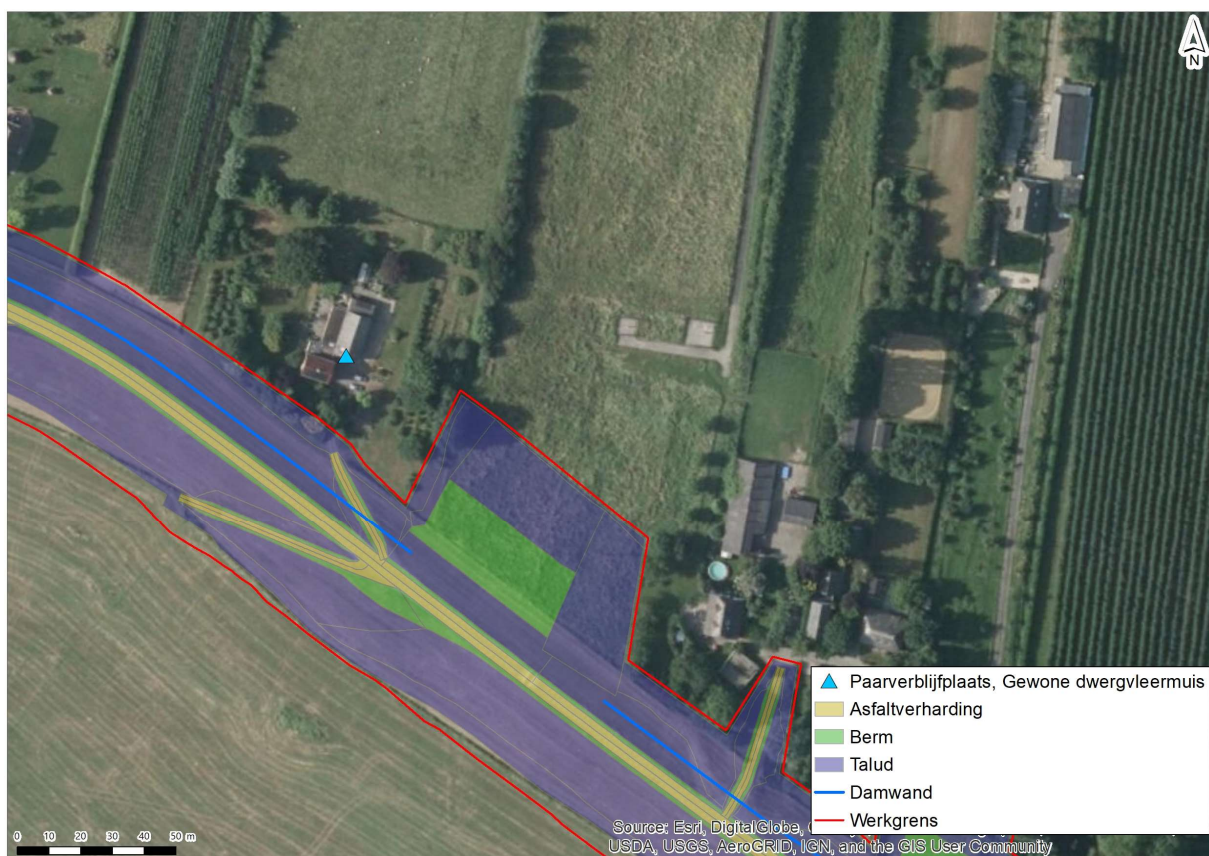 N
Paarverblijfplaats, Gewone dwergvleermuis
Asfaltverharding
Berm
Talud
Damwand
Werkgrens
0 10 20 30 40 50 m
Source: Esri, DigitalGlobe,
USDA, USGS, AeroGRID, IGN, and the GIS User Community